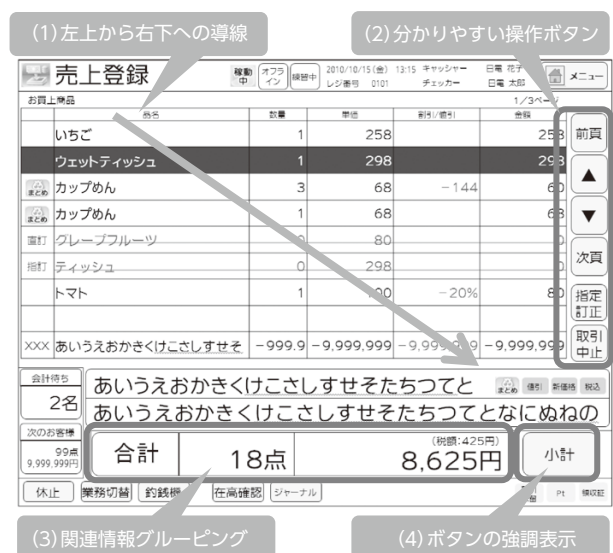 (1)左上から右下への導線
(2)分かりやすい操作ボタン
売上登録
稼動中
オフライン
練習中
2010/10/15(金) 13:15 キャッシャー 日電 花子
レジ番号 0101 チェッカー 日電 太郎
メニュー
お買上商品
1/3ページ
品名 数量 単価 割引/値引 金額
いちご 1 258 258
ウェットティッシュ 1 298 298
まとめ カップめん 3 68 -144 60
まとめ カップめん 1 68 68
直訂 グレープフルーツ 0 80 0
指訂 ティッシュ 0 298 0
トマト 1 100 -20% 80
XXX あいうえおかきくけこさしすせそ -999.9 -9,999,999 -9,999,999 -9,999,999
前頁
▲
▼
次頁
指定訂正
取引中止
会計待ち
2名
あいうえおかきくけこさしすせそたちつてと
まとめ 値引 新価格 税込
あいうえおかきくけこさしすせそたちつてとなにぬねの
次のお客様
99点
9,999,999円
合計 18点 (税額:425円) 8,625円
小計
休止 業務切替 釣銭機 在高確認 ジャーナル
Pt 領収証
(3)関連情報グルーピング
(4)ボタンの強調表示